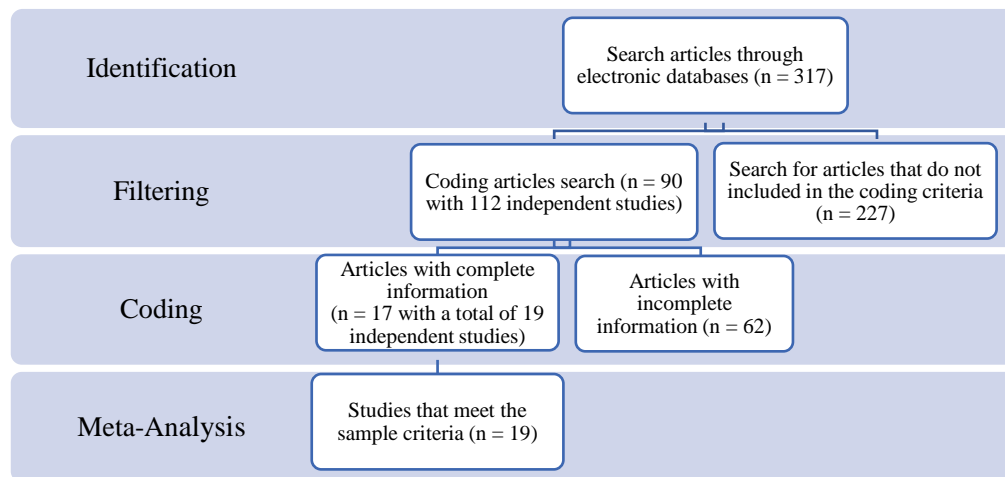 Identification
Search articles through
electronic databases (n = 317)
Filtering
Coding articles search (n = 90
with 112 independent studies)
Search for articles that do not
included in the coding criteria
(n = 227)
Coding
Articles with complete
information
(n = 17 with a total of 19
independent studies)
Articles with
incomplete
information (n = 62)
Meta-Analysis
Studies that meet the
sample criteria (n = 19)